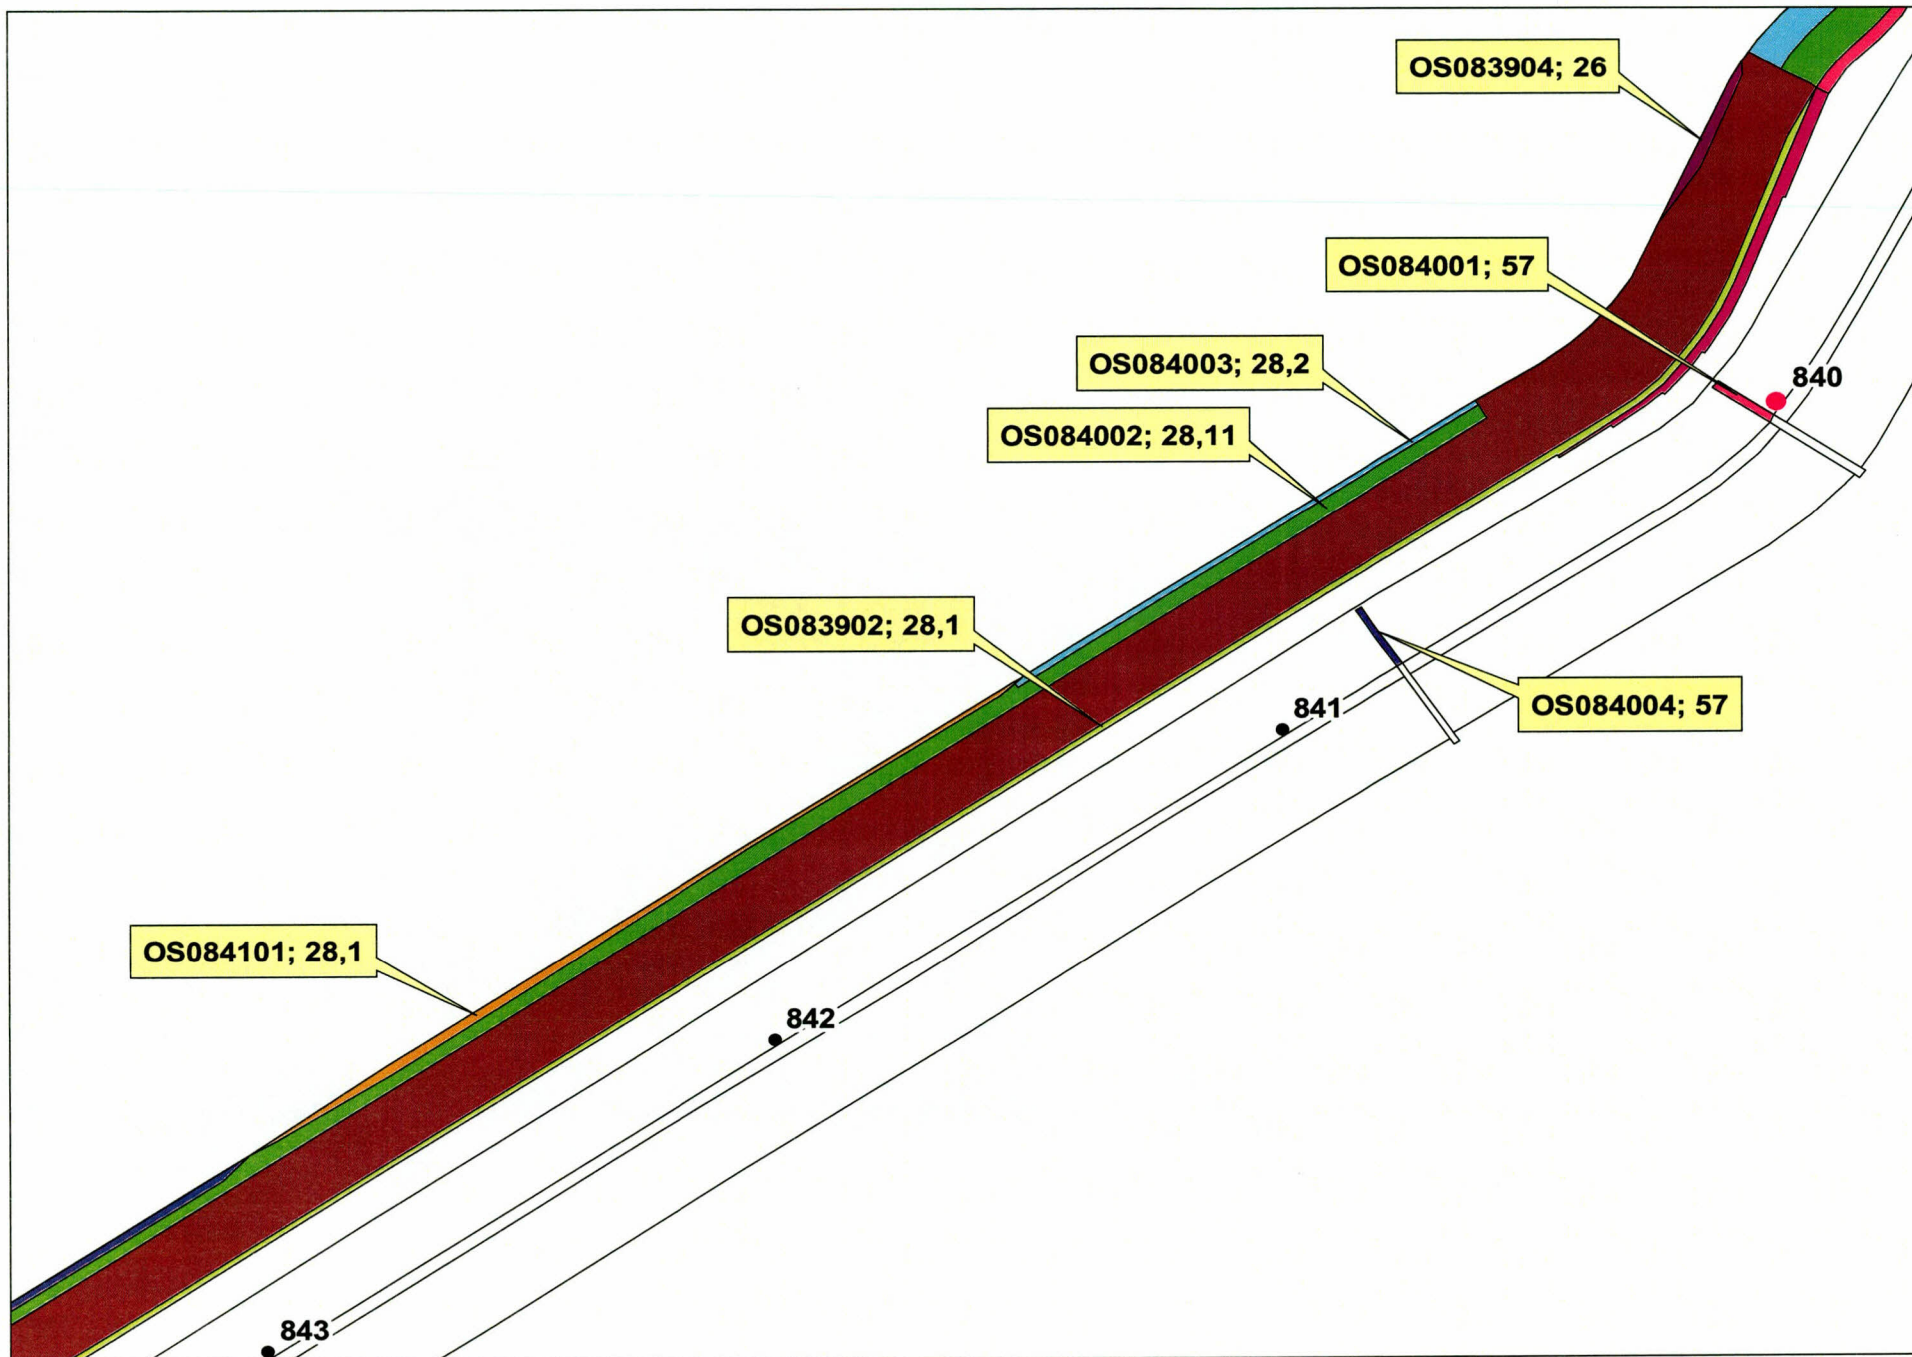 OS083904; 26
OS084001; 57
OS084003; 28,2
840
OS084002; 28,11
OS083902; 28,1
OS084004; 57
841
OS084101; 28,1
842
843